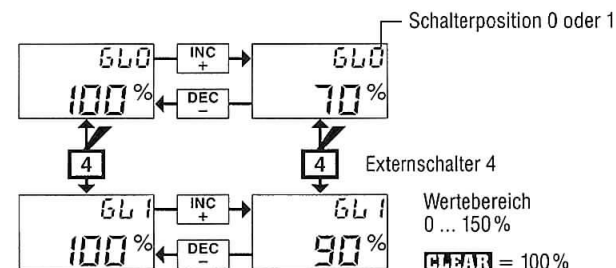 Schalterposition 0 oder 1
GL0 INC + GL0
100% DEC – 70%
4 4 Externschalter 4
GL1 INC + GL1
100% DEC – 90%
Wertebereich
0 ... 150%
CLEAR = 100%